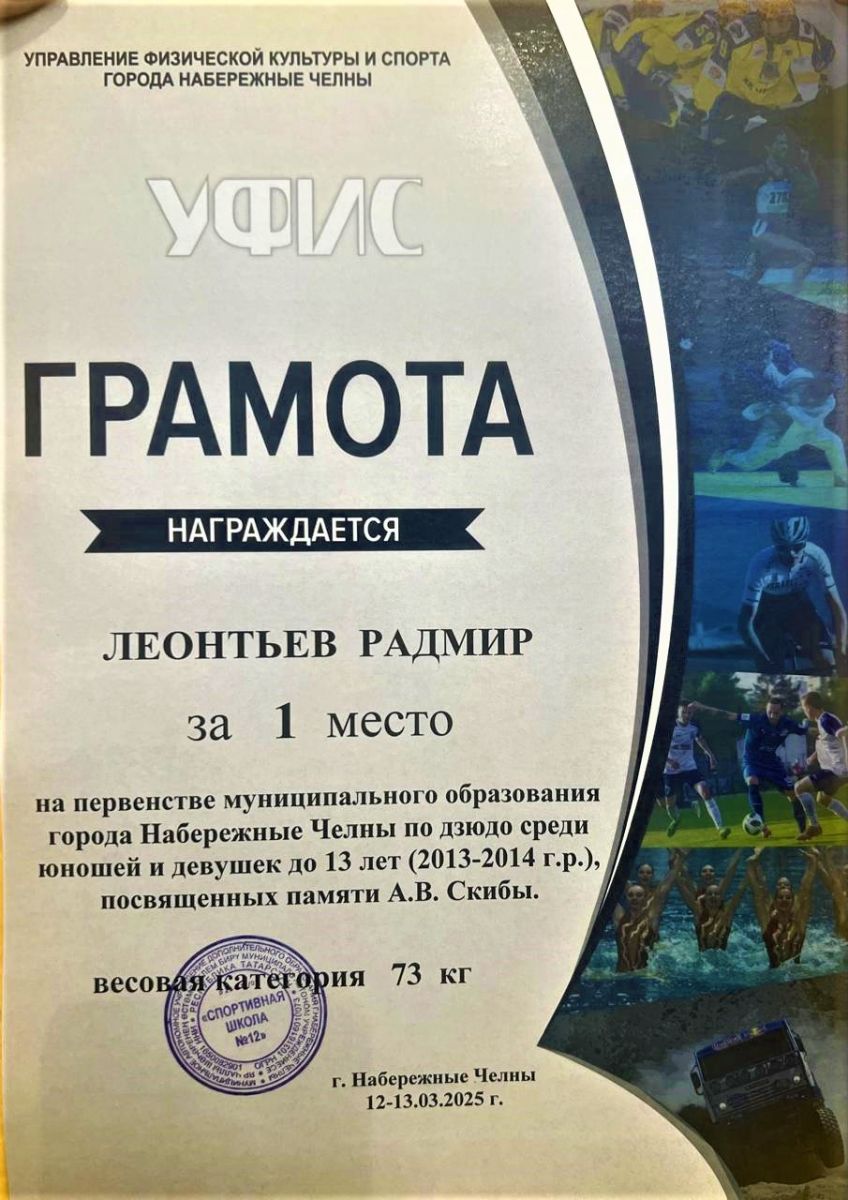 УПРАВЛЕНИЕ ФИЗИЧЕСКОЙ КУЛЬТУРЫ И СПОРТА
ГОРОДА НАБЕРЕЖНЫЕ ЧЕЛНЫ
УФИС
ГРАМОТА
НАГРАЖДАЕТСЯ
ЛЕОНТЬЕВ РАДМИР
за 1 место
на первенстве муниципального образования
города Набережные Челны по дзюдо среди
юношей и девушек до 13 лет (2013-2014 г.р.),
посвященных памяти А.В. Скибы.
весовая категория 73 кг
«СПОРТИВНАЯ
ШКОЛА
№12»
г. Набережные Челны
12-13.03.2025 г.